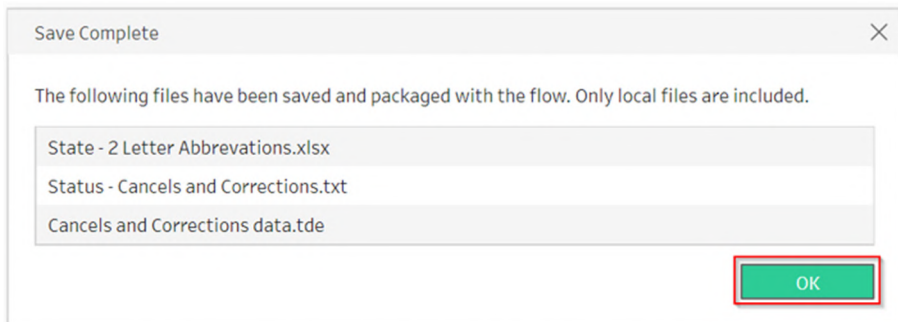 Save Complete
The following files have been saved and packaged with the flow. Only local files are included.
State - 2 Letter Abbrevations.xlsx
Status - Cancels and Corrections.txt
Cancels and Corrections data.tde
OK